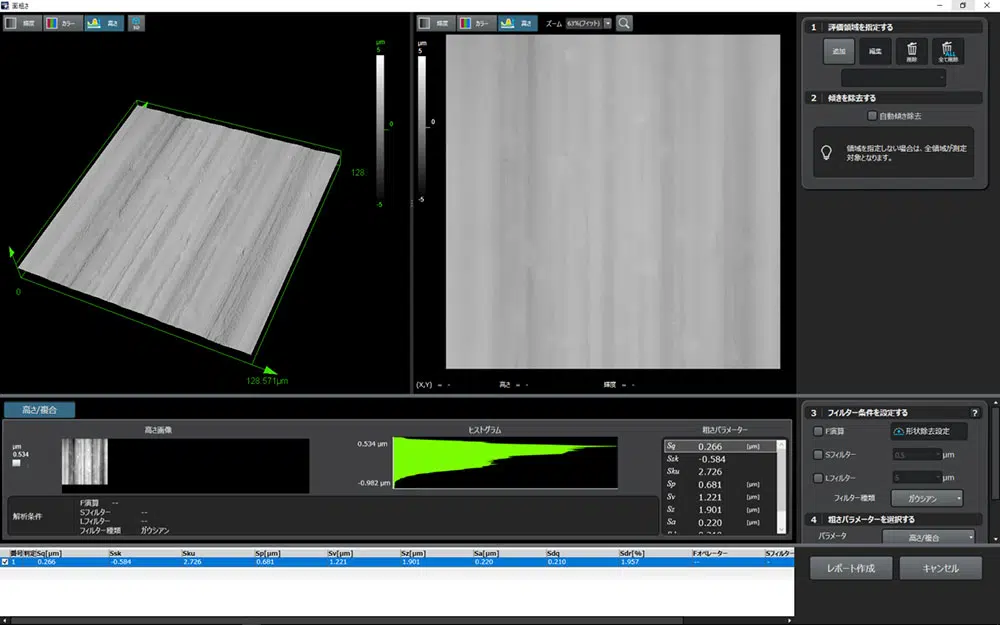 面粗さ
輝度
カラー
高さ
3D
μm
5
0
-5
128
0
128.571μm
輝度
カラー
高さ
ズーム
63%(フィット)
μm
5
0
-5
(X,Y) = -
高さ = -
輝度 = -
1 評価領域を指定する
追加
編集
削除
ALL
全て削除
2 傾きを除去する
自動傾き除去
領域を指定しない場合は、全領域が測定
対象となります。
高さ/複合
高さ画像
μm
0.534
ヒストグラム
0.534 μm
-0.982 μm
粗さパラメーター
Sq 0.266 [μm]
Ssk -0.584
Sku 2.726
Sp 0.681 [μm]
Sv 1.221 [μm]
Sz 1.901 [μm]
Sa 0.220 [μm]
解析条件
F演算 --
Sフィルター --
Lフィルター --
フィルター種類 ガウシアン
3 フィルター条件を設定する ?
F演算
形状除去設定
Sフィルター 0.5 μm
Lフィルター 5 μm
フィルター種類 ガウシアン
4 粗さパラメーターを選択する
パラメータ 高さ/複合
番号 判定 Sq[μm] Ssk Sku Sp[μm] Sv[μm] Sz[μm] Sa[μm] Sdq Sdr[%] Fオペレーター Sフィルター
1 0.266 -0.584 2.726 0.681 1.221 1.901 0.220 0.210 1.957 -- -
レポート作成
キャンセル